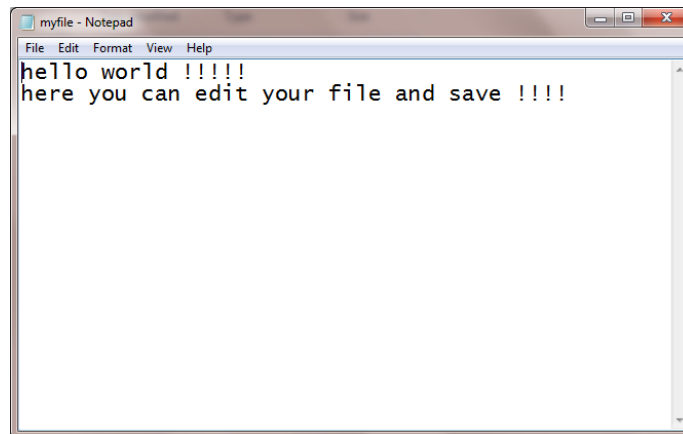 myfile - Notepad
File Edit Format View Help
hello world !!!!!
here you can edit your file and save !!!!